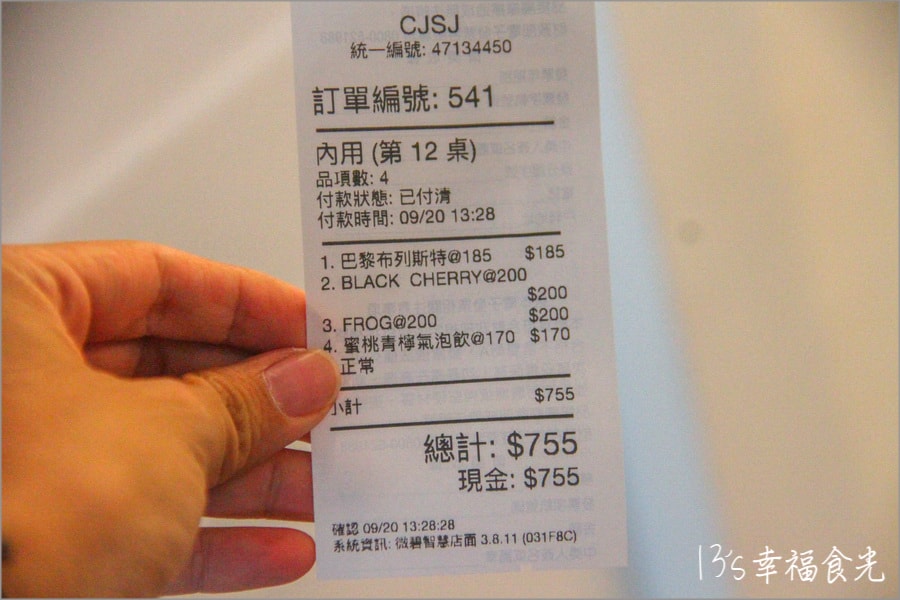 CJSJ
統一編號: 47134450
訂單編號: 541
內用 (第 12 桌)
品項數: 4
付款狀態: 已付清
付款時間: 09/20 13:28
1. 巴黎布列斯特@185 $185
2. BLACK CHERRY@200
$200
3. FROG@200 $200
4. 蜜桃青檸氣泡飲@170 $170
正常
小計 $755
總計: $755
現金: $755
確認 09/20 13:28:28
系統資訊: 微碧智慧店面 3.8.11 (031F8C)
13's幸福食光